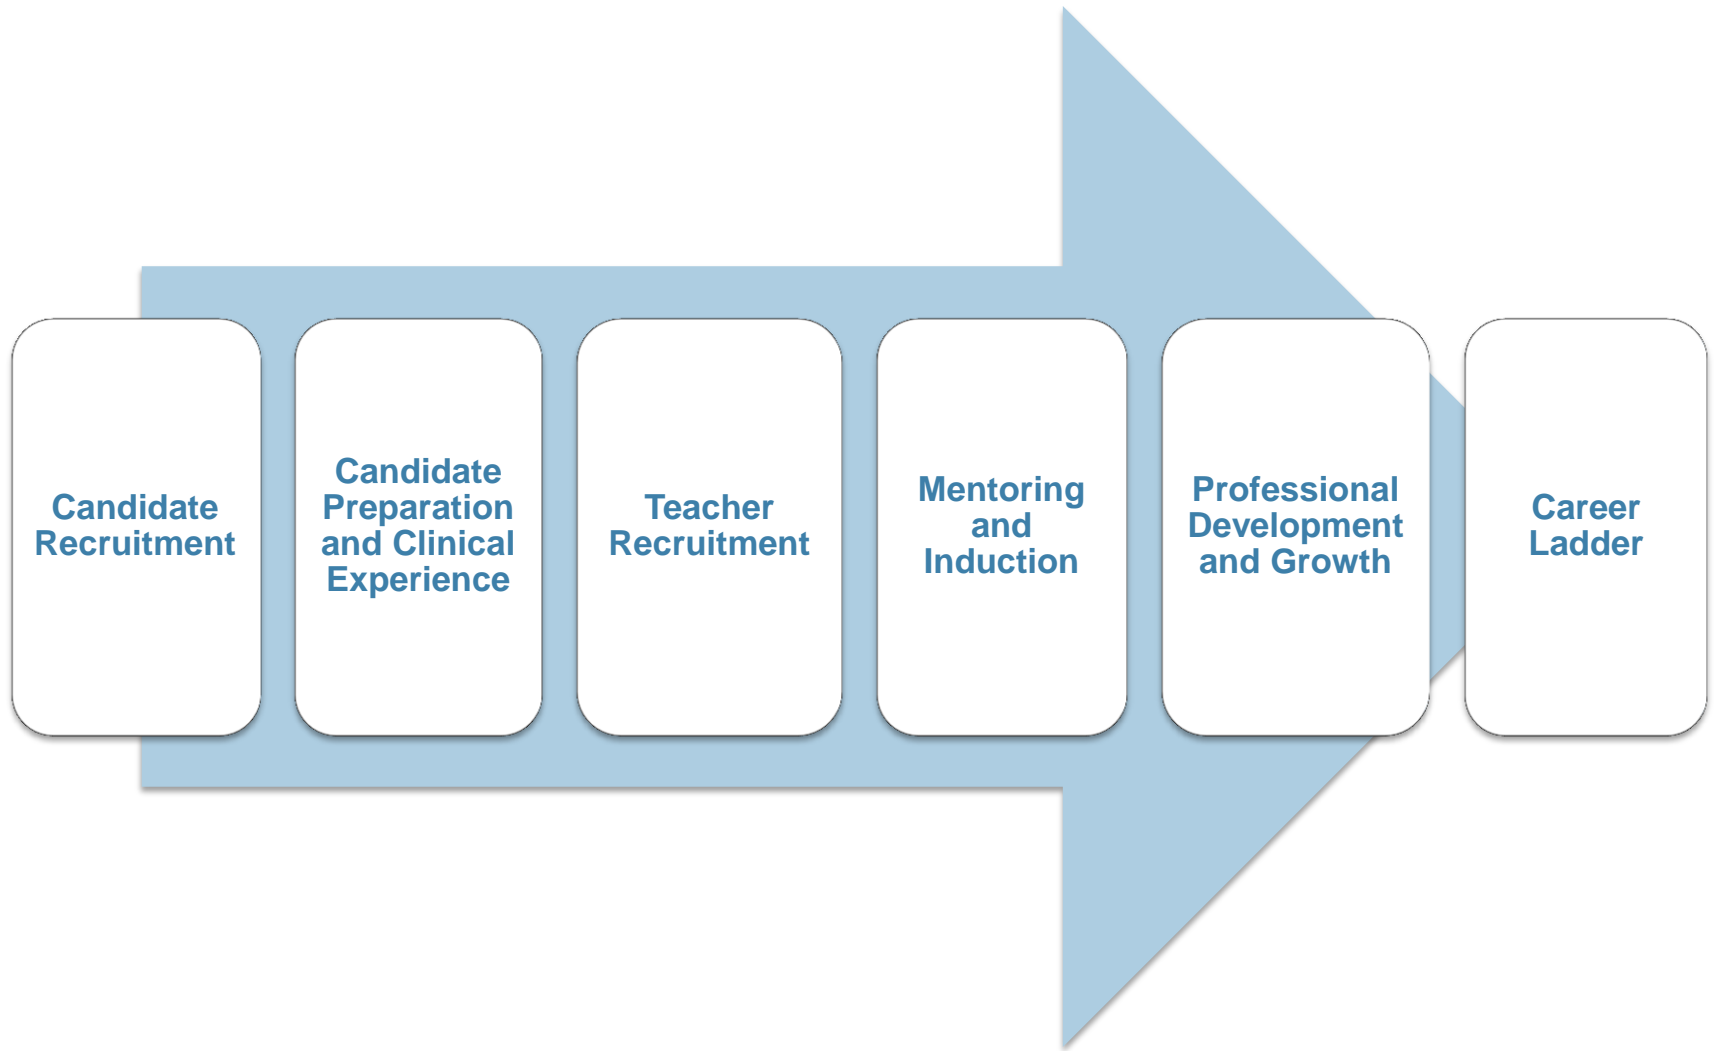 Candidate
Recruitment
Candidate
Preparation
and Clinical
Experience
Teacher
Recruitment
Mentoring
and
Induction
Professional
Development
and Growth
Career
Ladder